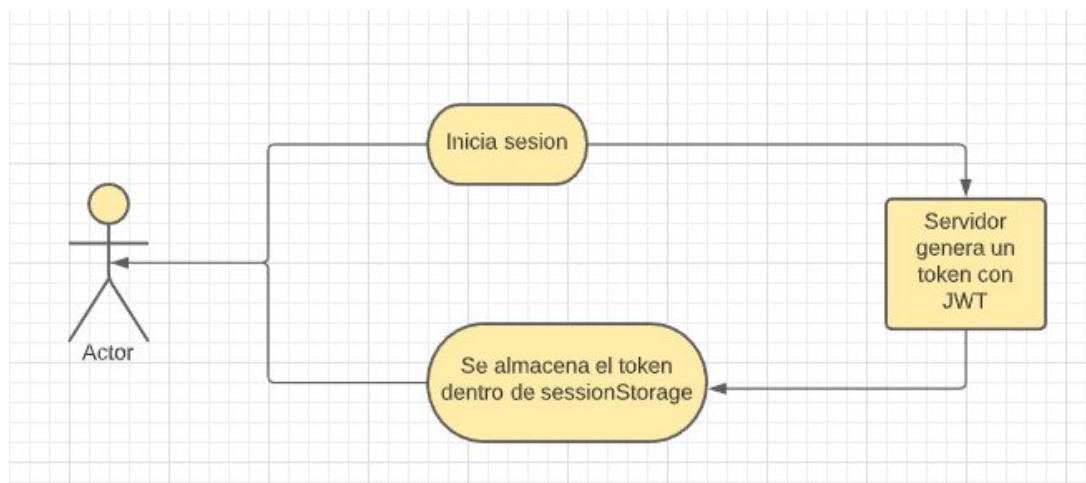 Inicia sesion
Servidor
genera un
token con
JWT
Actor
Se almacena el token
dentro de sessionStorage